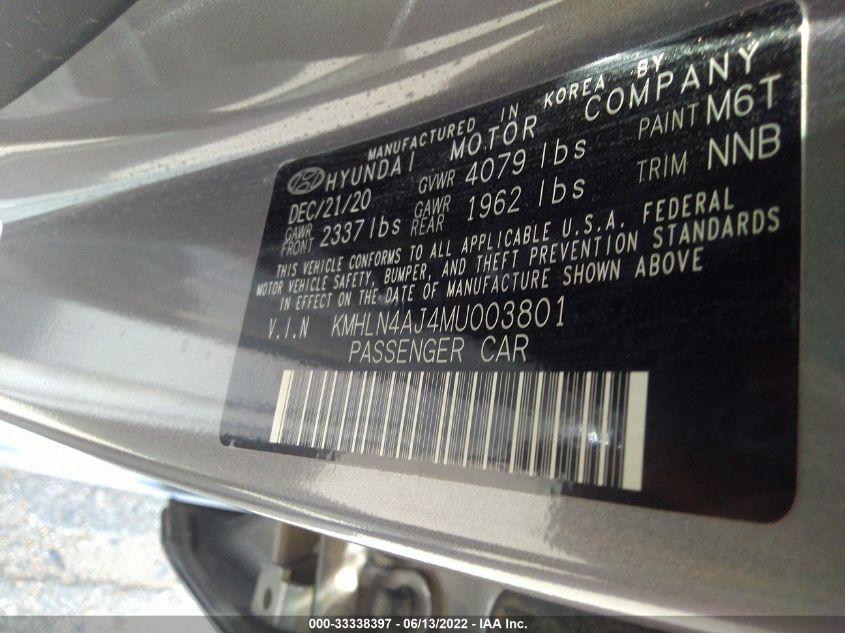 MANUFACTURED IN KOREA BY
HYUNDAI MOTOR COMPANY
DEC/21/20 GVWR 4079 lbs PAINT M6T
GAWR FRONT 2337 lbs GAWR REAR 1962 lbs TRIM NNB
THIS VEHICLE CONFORMS TO ALL APPLICABLE U.S.A. FEDERAL
MOTOR VEHICLE SAFETY, BUMPER, AND THEFT PREVENTION STANDARDS
IN EFFECT ON THE DATE OF MANUFACTURE SHOWN ABOVE
V.I.N KMHLN4AJ4MU003801
PASSENGER CAR
000-33338397 - 06/13/2022 - IAA Inc.